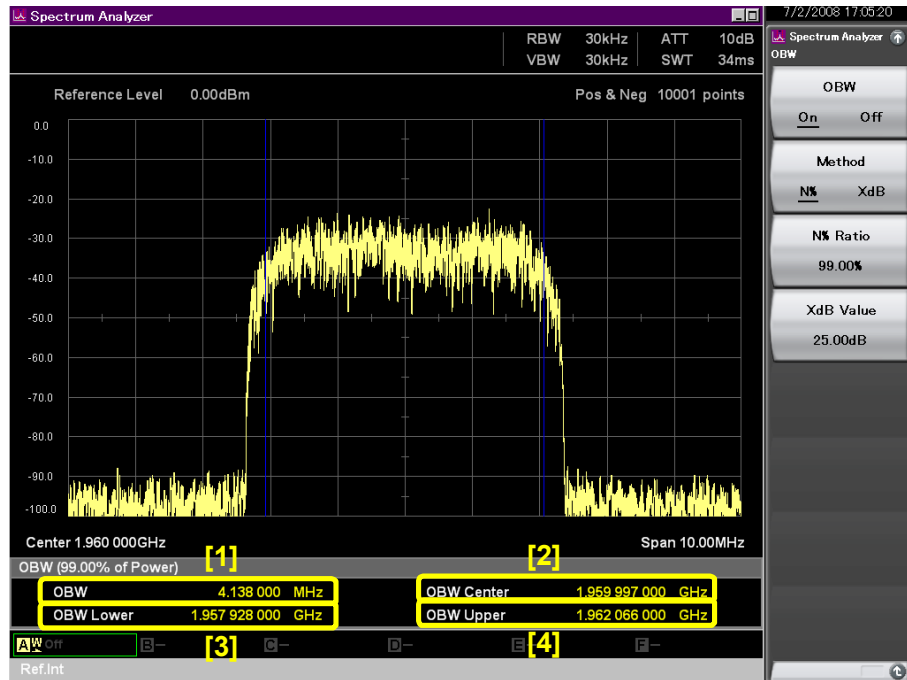 Spectrum Analyzer
7/2/2008 17:05:20
RBW 30kHz ATT 10dB
VBW 30kHz SWT 34ms
Spectrum Analyzer
OBW
Reference Level 0.00dBm Pos & Neg 10001 points
OBW
On Off
Method
N% XdB
N% Ratio
99.00%
XdB Value
25.00dB
0.0
-10.0
-20.0
-30.0
-40.0
-50.0
-60.0
-70.0
-80.0
-90.0
-100.0
Center 1.960 000GHz Span 10.00MHz
[1] [2]
OBW (99.00% of Power)
OBW 4.138 000 MHz OBW Center 1.959 997 000 GHz
OBW Lower 1.957 928 000 GHz OBW Upper 1.962 066 000 GHz
[3] [4]
A W Off B – C – D – E – F –
Ref.Int